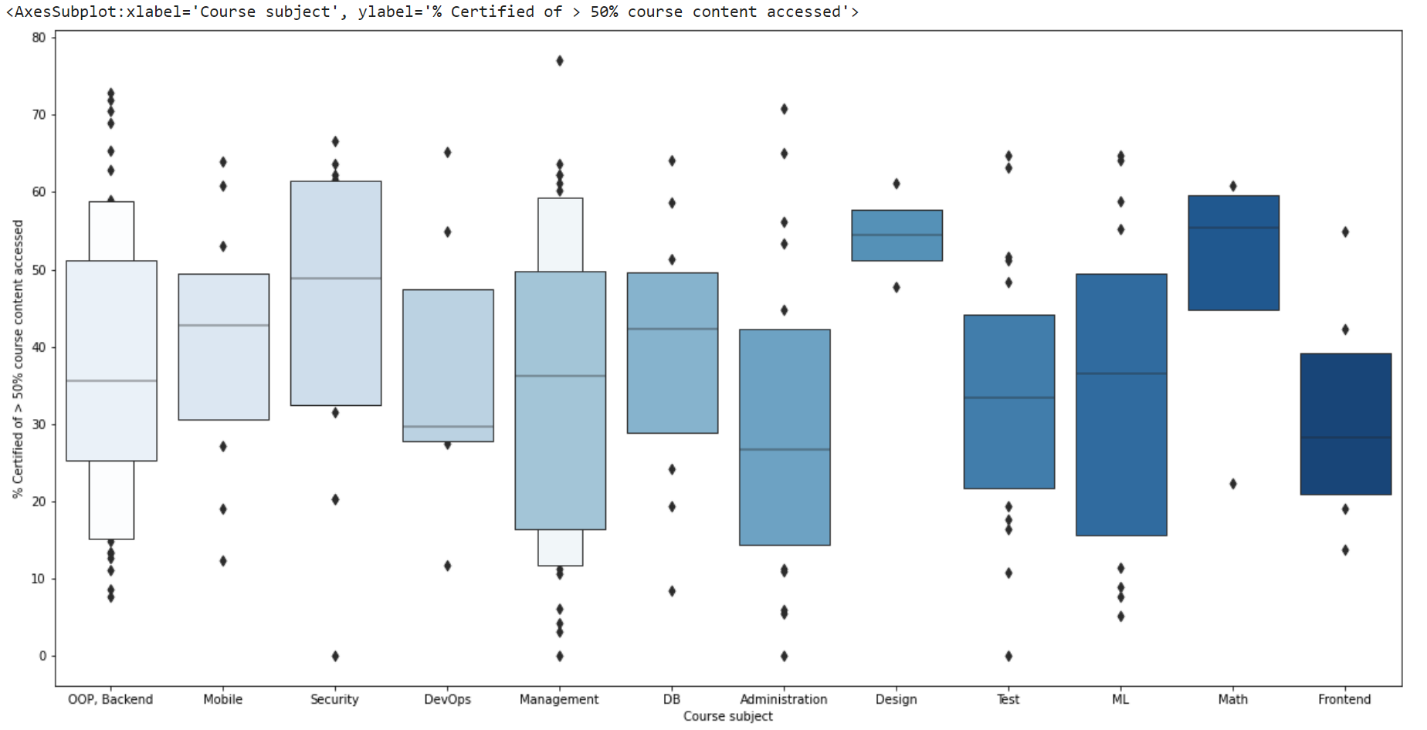 <AxesSubplot:xlabel='Course subject', ylabel='% Certified of > 50% course content accessed'>
% Certified of > 50% course content accessed
80
70
60
50
40
30
20
10
0
OOP, Backend Mobile Security DevOps Management DB Administration Design Test ML Math Frontend
Course subject